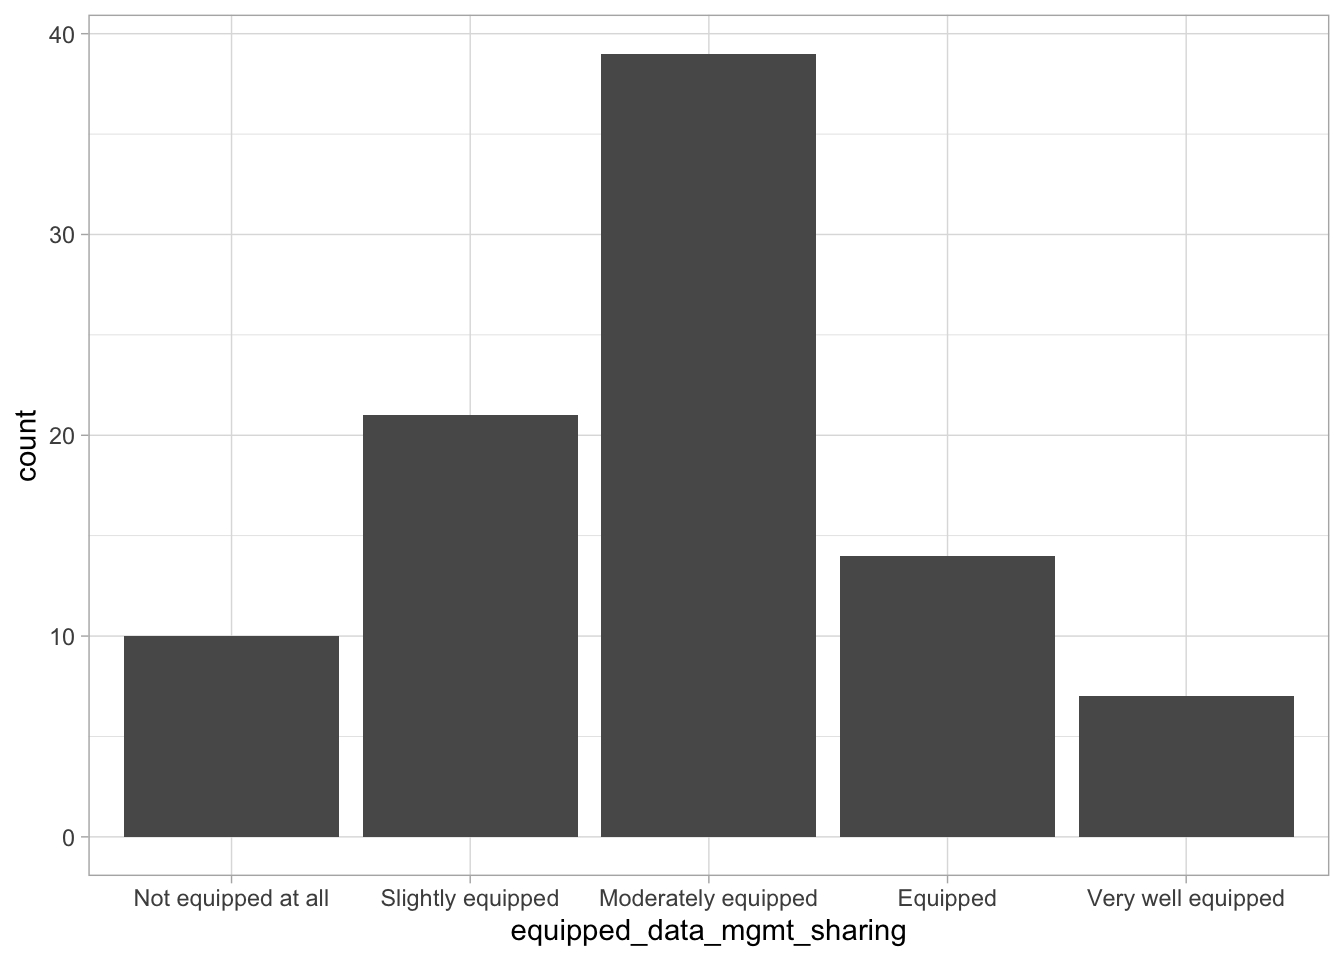 40
30
20
10
0
count
Not equipped at all
Slightly equipped
Moderately equipped
Equipped
Very well equipped
equipped_data_mgmt_sharing